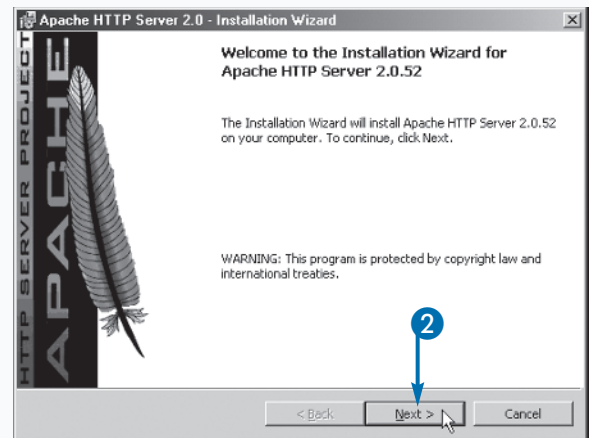 Apache HTTP Server 2.0 - Installation Wizard
HTTP SERVER PROJECT
APACHE
Welcome to the Installation Wizard for
Apache HTTP Server 2.0.52
The Installation Wizard will install Apache HTTP Server 2.0.52
on your computer. To continue, click Next.
WARNING: This program is protected by copyright law and
international treaties.
2
< Back
Next >
Cancel